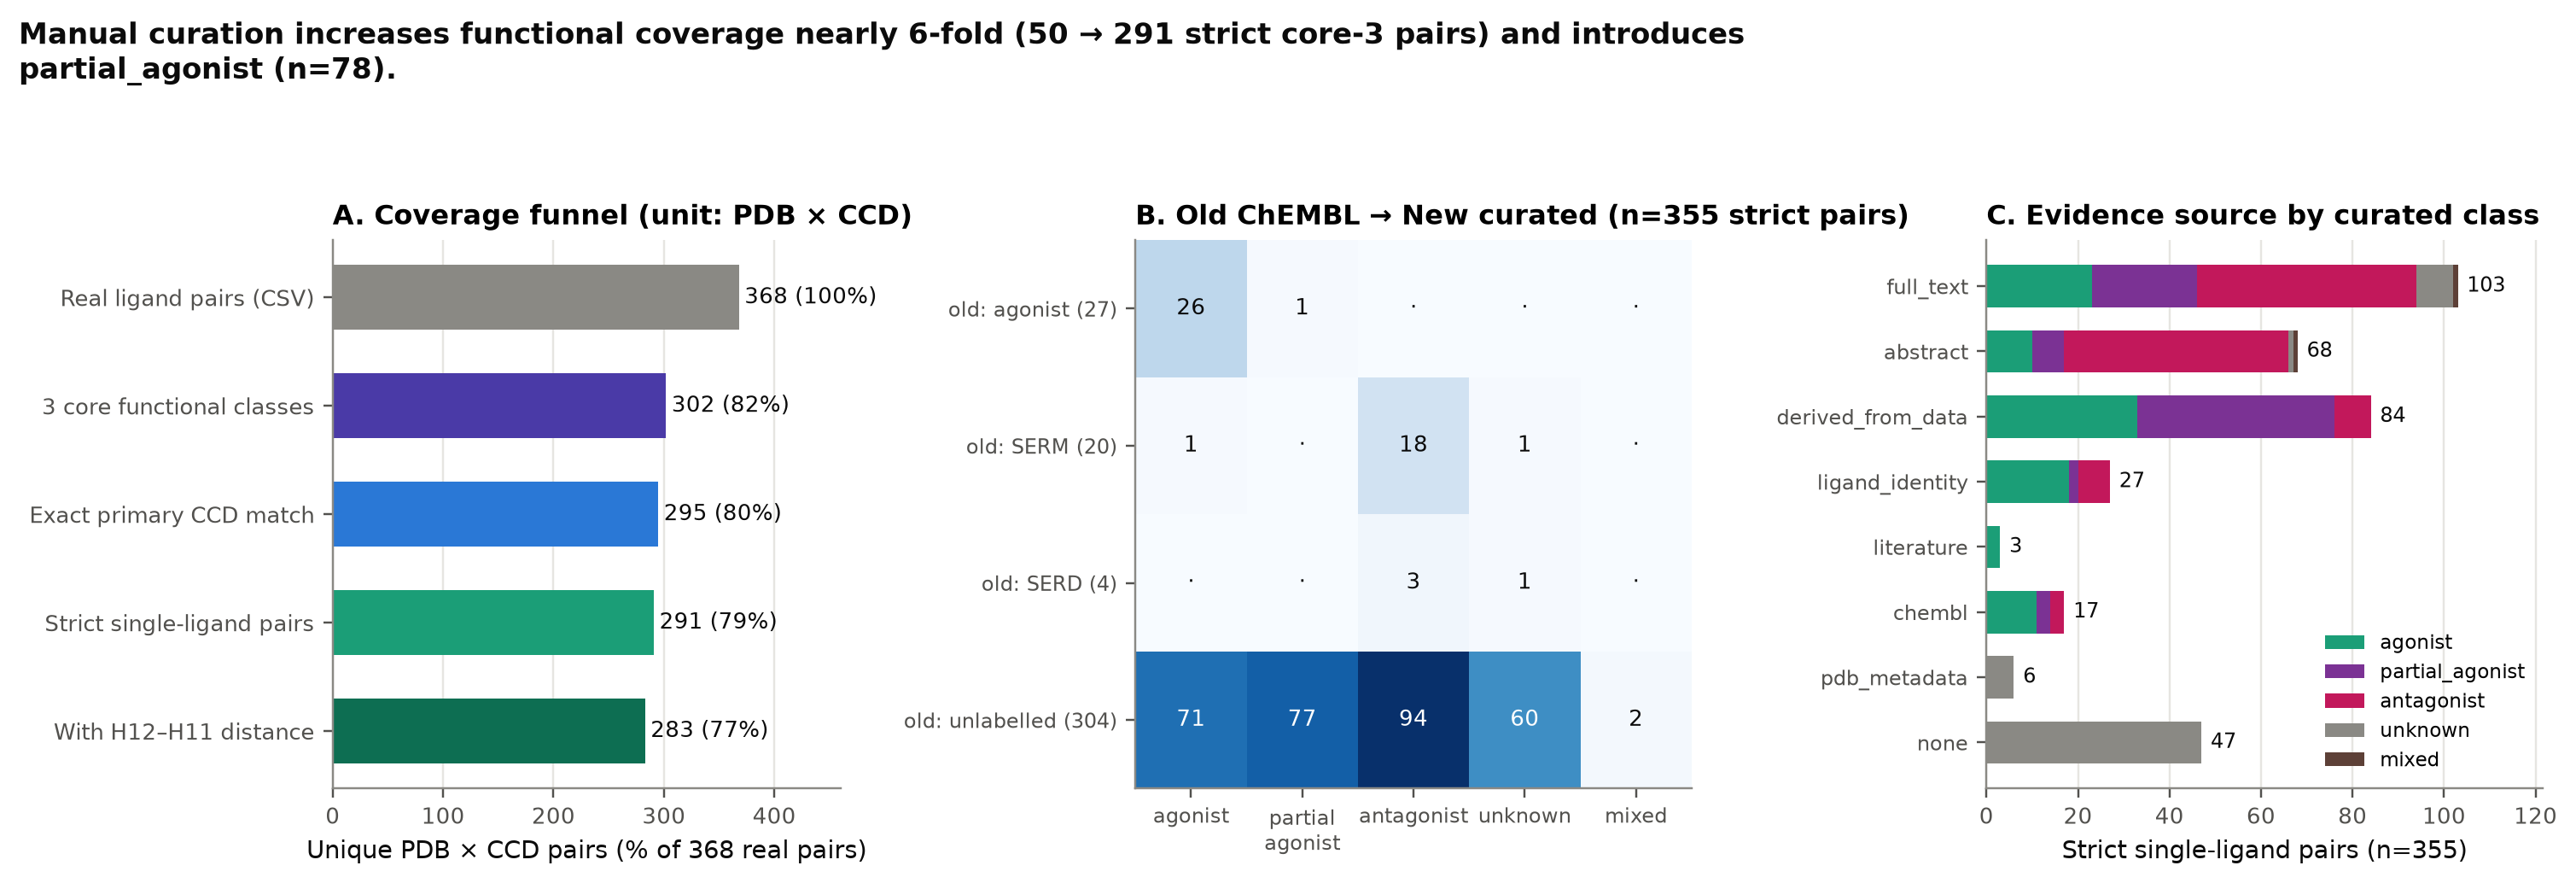 Manual curation increases functional coverage nearly 6-fold (50 → 291 strict core-3 pairs) and introduces
partial_agonist (n=78).
A. Coverage funnel (unit: PDB × CCD)
Real ligand pairs (CSV)
368 (100%)
3 core functional classes
302 (82%)
Exact primary CCD match
295 (80%)
Strict single-ligand pairs
291 (79%)
With H12–H11 distance
283 (77%)
0 100 200 300 400
Unique PDB × CCD pairs (% of 368 real pairs)
B. Old ChEMBL → New curated (n=355 strict pairs)
old: agonist (27)
26 1 · · ·
old: SERM (20)
1 · 18 1 ·
old: SERD (4)
· · 3 1 ·
old: unlabelled (304)
71 77 94 60 2
agonist partial antagonist unknown mixed
agonist
C. Evidence source by curated class
full_text
103
abstract
68
derived_from_data
84
ligand_identity
27
literature
3
chembl
17
pdb_metadata
6
none
47
agonist
partial_agonist
antagonist
unknown
mixed
0 20 40 60 80 100 120
Strict single-ligand pairs (n=355)